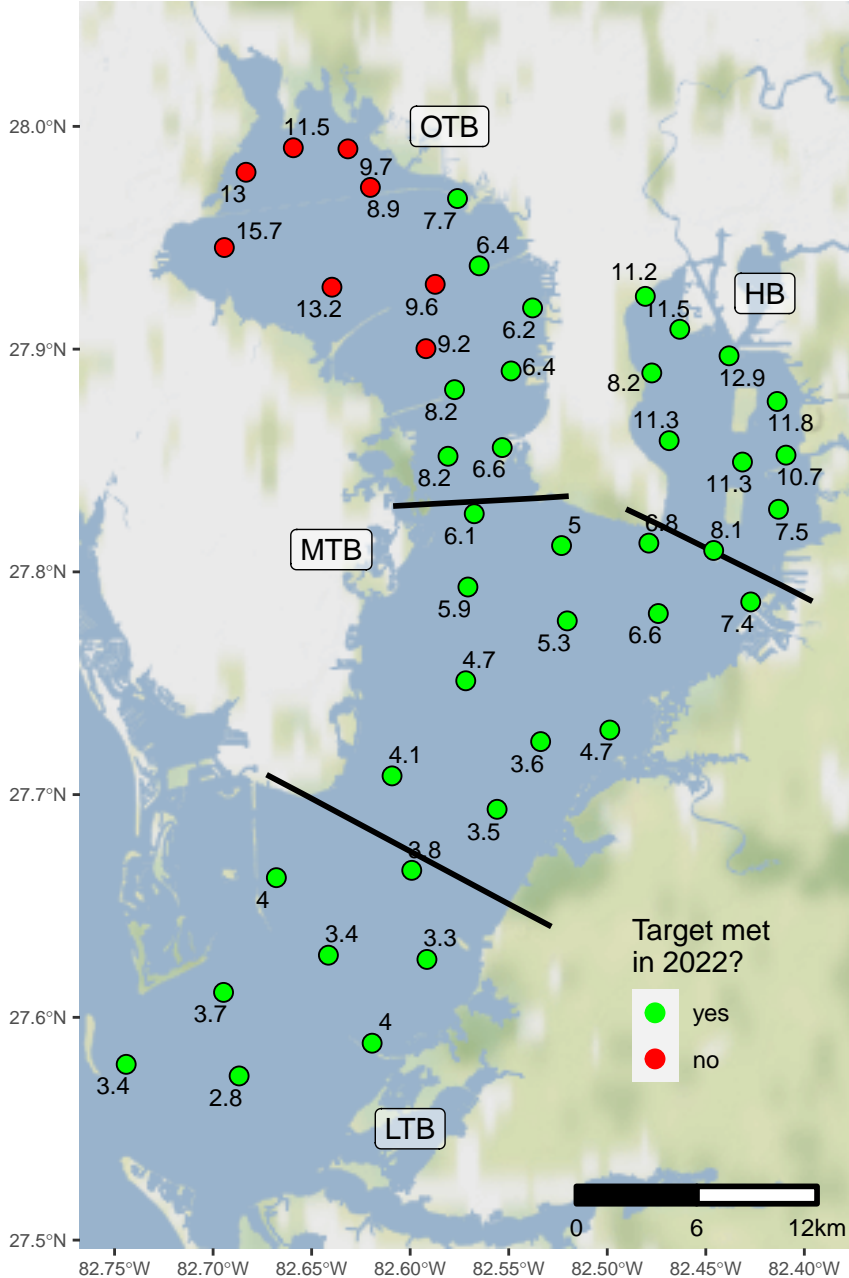 28.0°N
27.9°N
27.8°N
27.7°N
27.6°N
27.5°N
OTB
11.5
9.7
13
8.9
7.7
15.7
6.4
13.2
9.6
6.2
9.2
6.4
8.2
8.2
6.6
HB
11.2
11.5
12.9
8.2
11.8
11.3
11.3
10.7
7.5
8.1
MTB
6.1
5
6.8
5.9
5.3
6.6
7.4
4.7
3.6
4.7
4.1
3.5
3.8
4
3.4
3.3
3.7
4
3.4
2.8
LTB
Target met
in 2022?
yes
no
0 6 12km
82.75°W 82.70°W 82.65°W 82.60°W 82.55°W 82.50°W 82.45°W 82.40°W